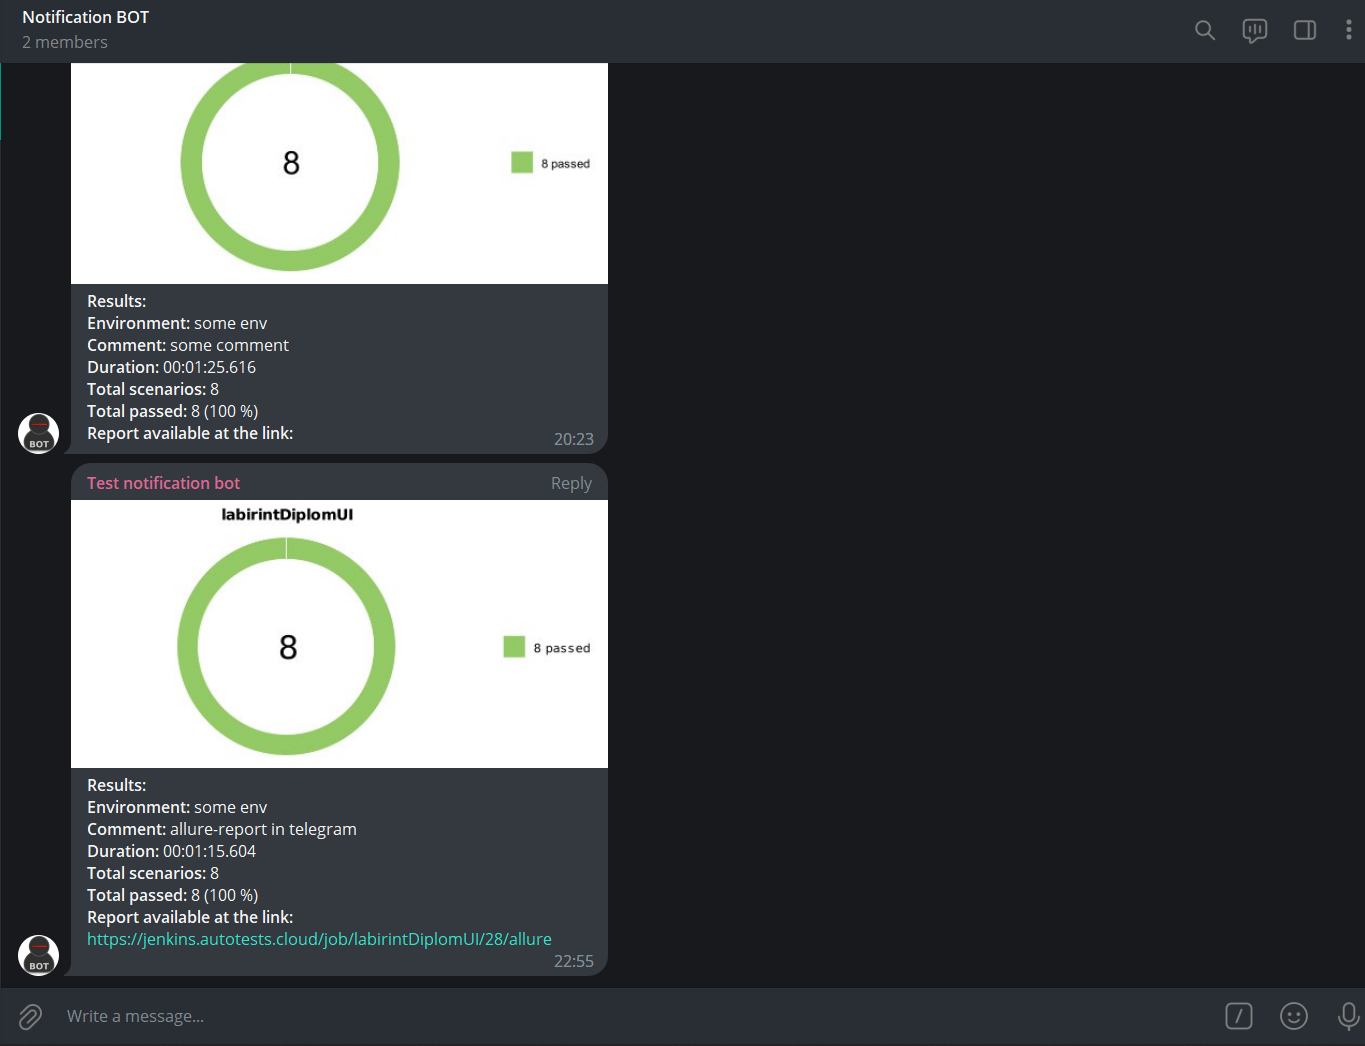 Notification BOT
2 members
8
8 passed
Results:
Environment: some env
Comment: some comment
Duration: 00:01:25.616
Total scenarios: 8
Total passed: 8 (100 %)
Report available at the link:
20:23
BOT
Test notification bot
Reply
labirintDiplomUI
8
8 passed
Results:
Environment: some env
Comment: allure-report in telegram
Duration: 00:01:15.604
Total scenarios: 8
Total passed: 8 (100 %)
Report available at the link:
https://jenkins.autotests.cloud/job/labirintDiplomUI/28/allure
22:55
BOT
Write a message...